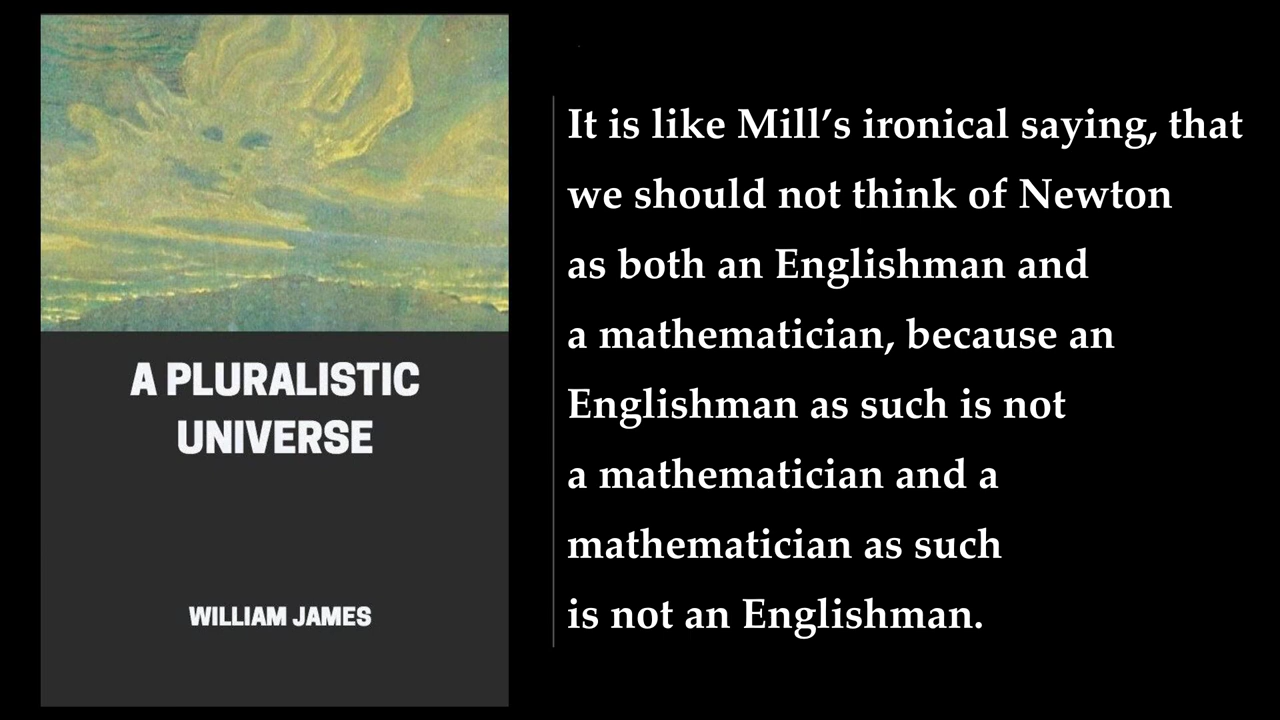 A PLURALISTIC
UNIVERSE
WILLIAM JAMES
It is like Mill’s ironical saying, that
we should not think of Newton
as both an Englishman and
a mathematician, because an
Englishman as such is not
a mathematician and a
mathematician as such
is not an Englishman.